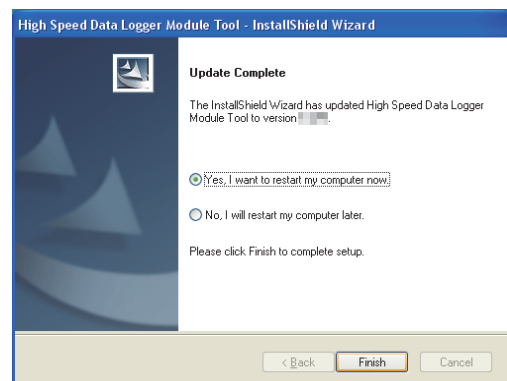 High Speed Data Logger Module Tool - InstallShield Wizard
Update Complete
The InstallShield Wizard has updated High Speed Data Logger
Module Tool to version .
Yes, I want to restart my computer now.
No, I will restart my computer later.
Please click Finish to complete setup.
< Back
Finish
Cancel